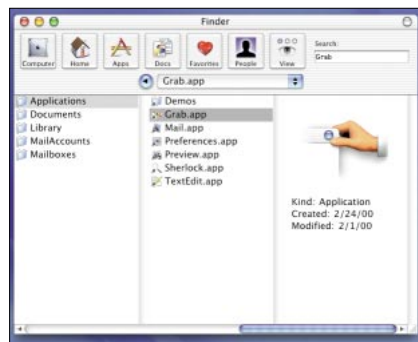 Finder
Computer Home Apps Docs Favorites People View
Search:
Grab
Grab.app
Applications
Documents
Library
MailAccounts
Mailboxes
Demos
Grab.app
Mail.app
Preferences.app
Preview.app
Sherlock.app
TextEdit.app
Kind: Application
Created: 2/24/00
Modified: 2/1/00